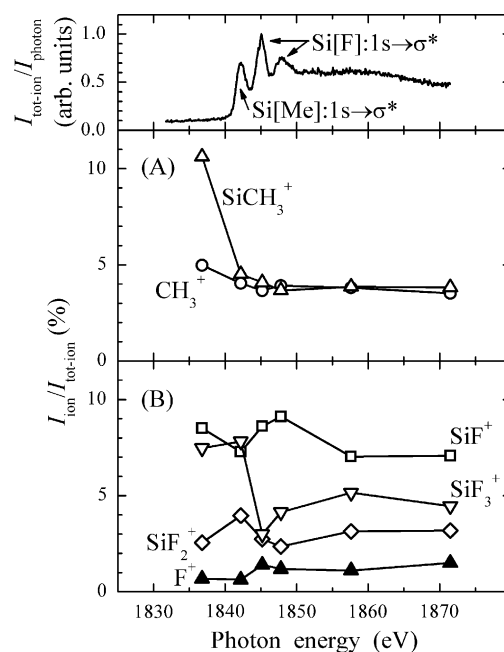 I_tot-ion/I_photon
(arb. units)
1.0
0.5
0.0
Si[F]:1s→σ*
Si[Me]:1s→σ*
(A)
10
5
0
SiCH₃⁺
CH₃⁺
I_ion/I_tot-ion (%)
(B)
10
5
0
SiF⁺
SiF₃⁺
SiF₂⁺
F⁺
1830 1840 1850 1860 1870
Photon energy (eV)